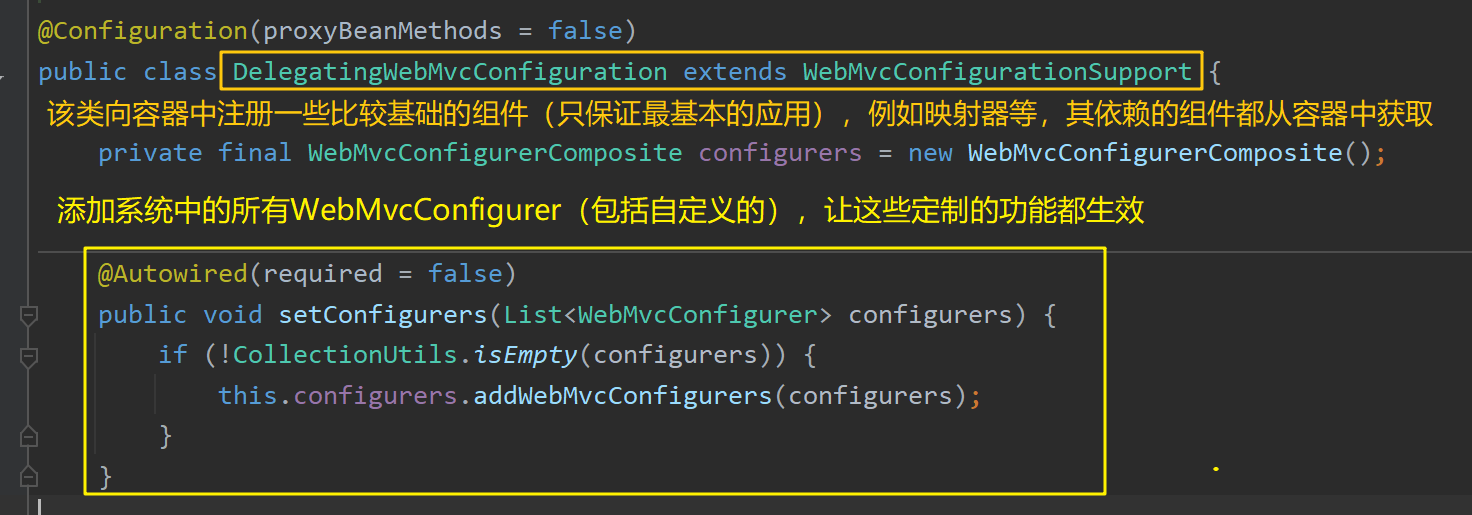 @Configuration(proxyBeanMethods = false)
public class DelegatingWebMvcConfiguration extends WebMvcConfigurationSupport {
该类向容器中注册一些比较基础的组件（只保证最基本的应用），例如映射器等，其依赖的组件都从容器中获取
private final WebMvcConfigurerComposite configurers = new WebMvcConfigurerComposite();
添加系统中的所有WebMvcConfigurer（包括自定义的），让这些定制的功能都生效
@Autowired(required = false)
public void setConfigurers(List<WebMvcConfigurer> configurers) {
if (!CollectionUtils.isEmpty(configurers)) {
this.configurers.addWebMvcConfigurers(configurers);
}
}